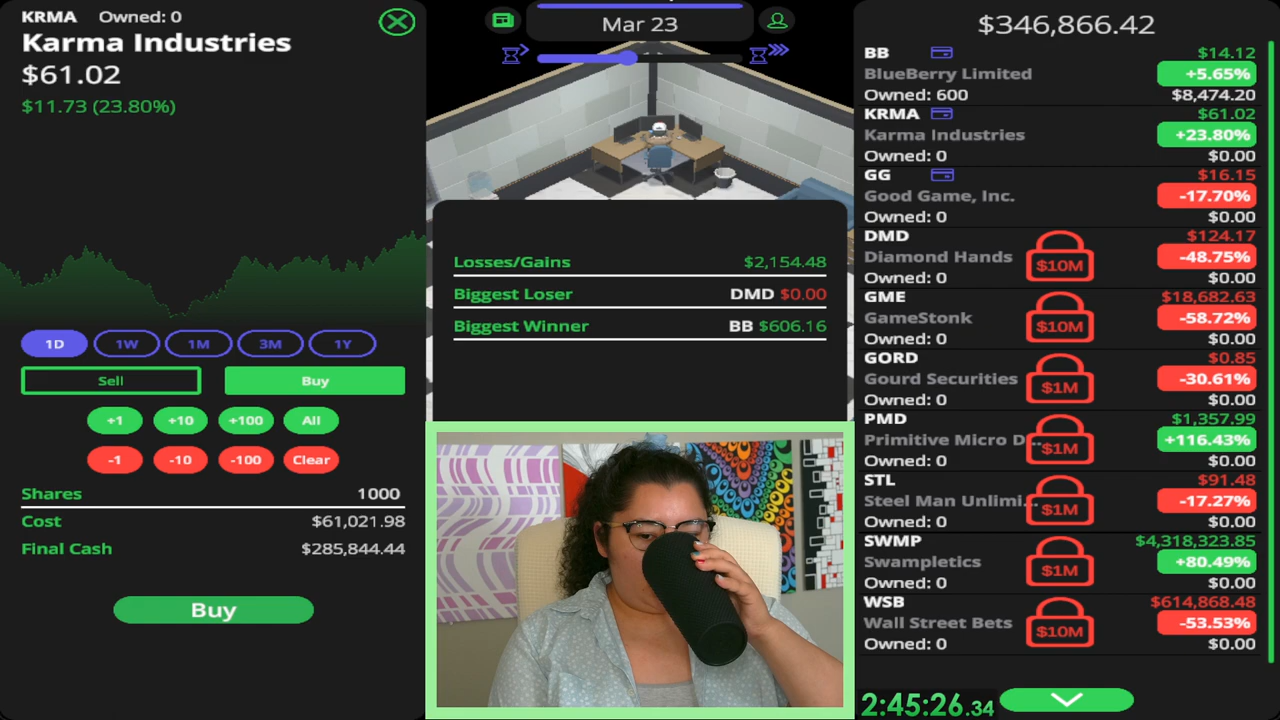 KRMA Owned: 0
Karma Industries
$61.02
$11.73 (23.80%)
1D 1W 1M 3M 1Y
Sell Buy
+1 +10 +100 All
-1 -10 -100 Clear
Shares 1000
Cost $61,021.98
Final Cash $285,844.44
Buy
Mar 23
Losses/Gains $2,154.48
Biggest Loser DMD $0.00
Biggest Winner BB $606.16
$346,866.42
BB $14.12
BlueBerry Limited +5.65%
Owned: 600 $8,474.20
KRMA $61.02
Karma Industries +23.80%
Owned: 0 $0.00
GG $16.15
Good Game, Inc. -17.70%
Owned: 0 $0.00
DMD $124.17
Diamond Hands $10M -48.75%
Owned: 0 $0.00
GME $18,682.63
GameStonk $10M -58.72%
Owned: 0 $0.00
GORD $0.85
Gourd Securities $1M -30.61%
Owned: 0 $0.00
PMD $1,357.99
Primitive Micro D... $1M +116.43%
Owned: 0 $0.00
STL $91.48
Steel Man Unlimi... $1M -17.27%
Owned: 0 $0.00
SWMP $4,318,323.85
Swampletics $1M +80.49%
Owned: 0 $0.00
WSB $614,868.48
Wall Street Bets $10M -53.53%
Owned: 0 $0.00
2:45:26.34